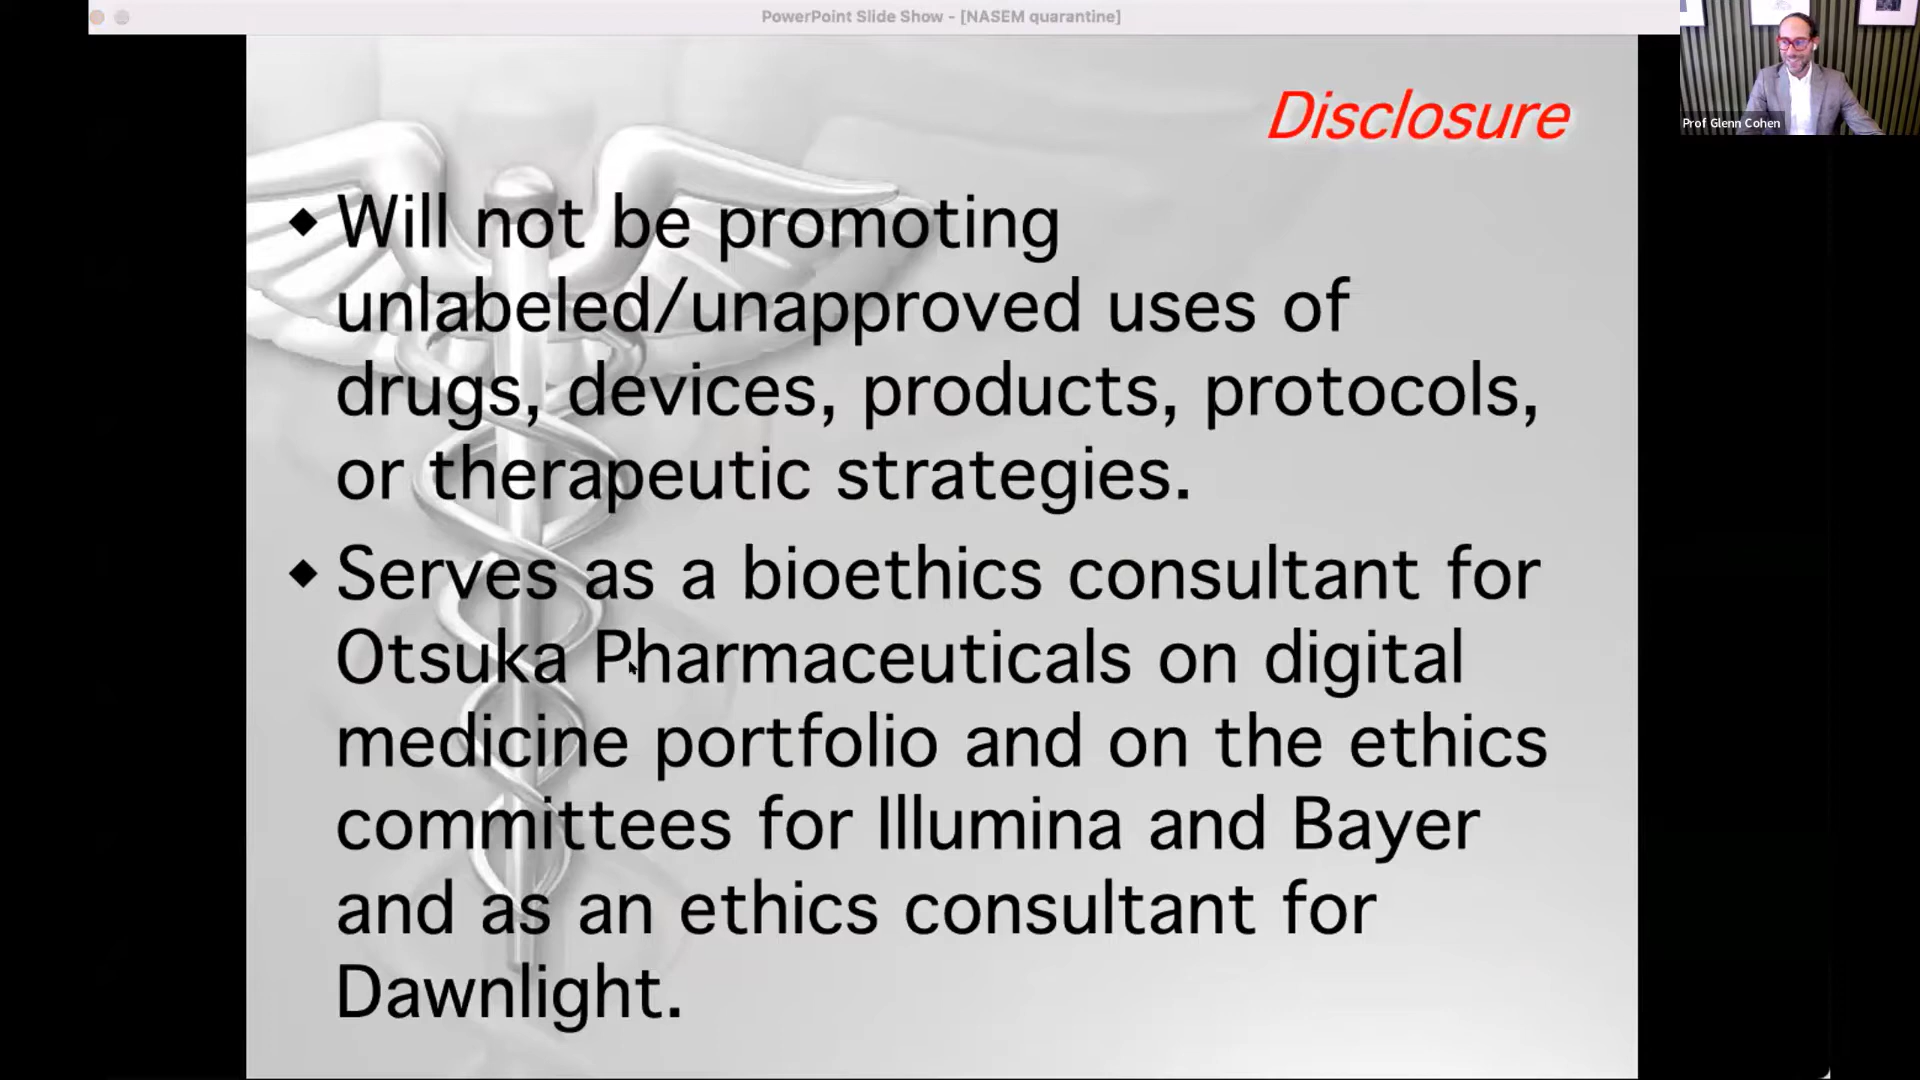 PowerPoint Slide Show - [NASEM quarantine]
Prof Glenn Cohen
Disclosure
◆ Will not be promoting
unlabeled/unapproved uses of
drugs, devices, products, protocols,
or therapeutic strategies.
◆ Serves as a bioethics consultant for
Otsuka Pharmaceuticals on digital
medicine portfolio and on the ethics
committees for Illumina and Bayer
and as an ethics consultant for
Dawnlight.